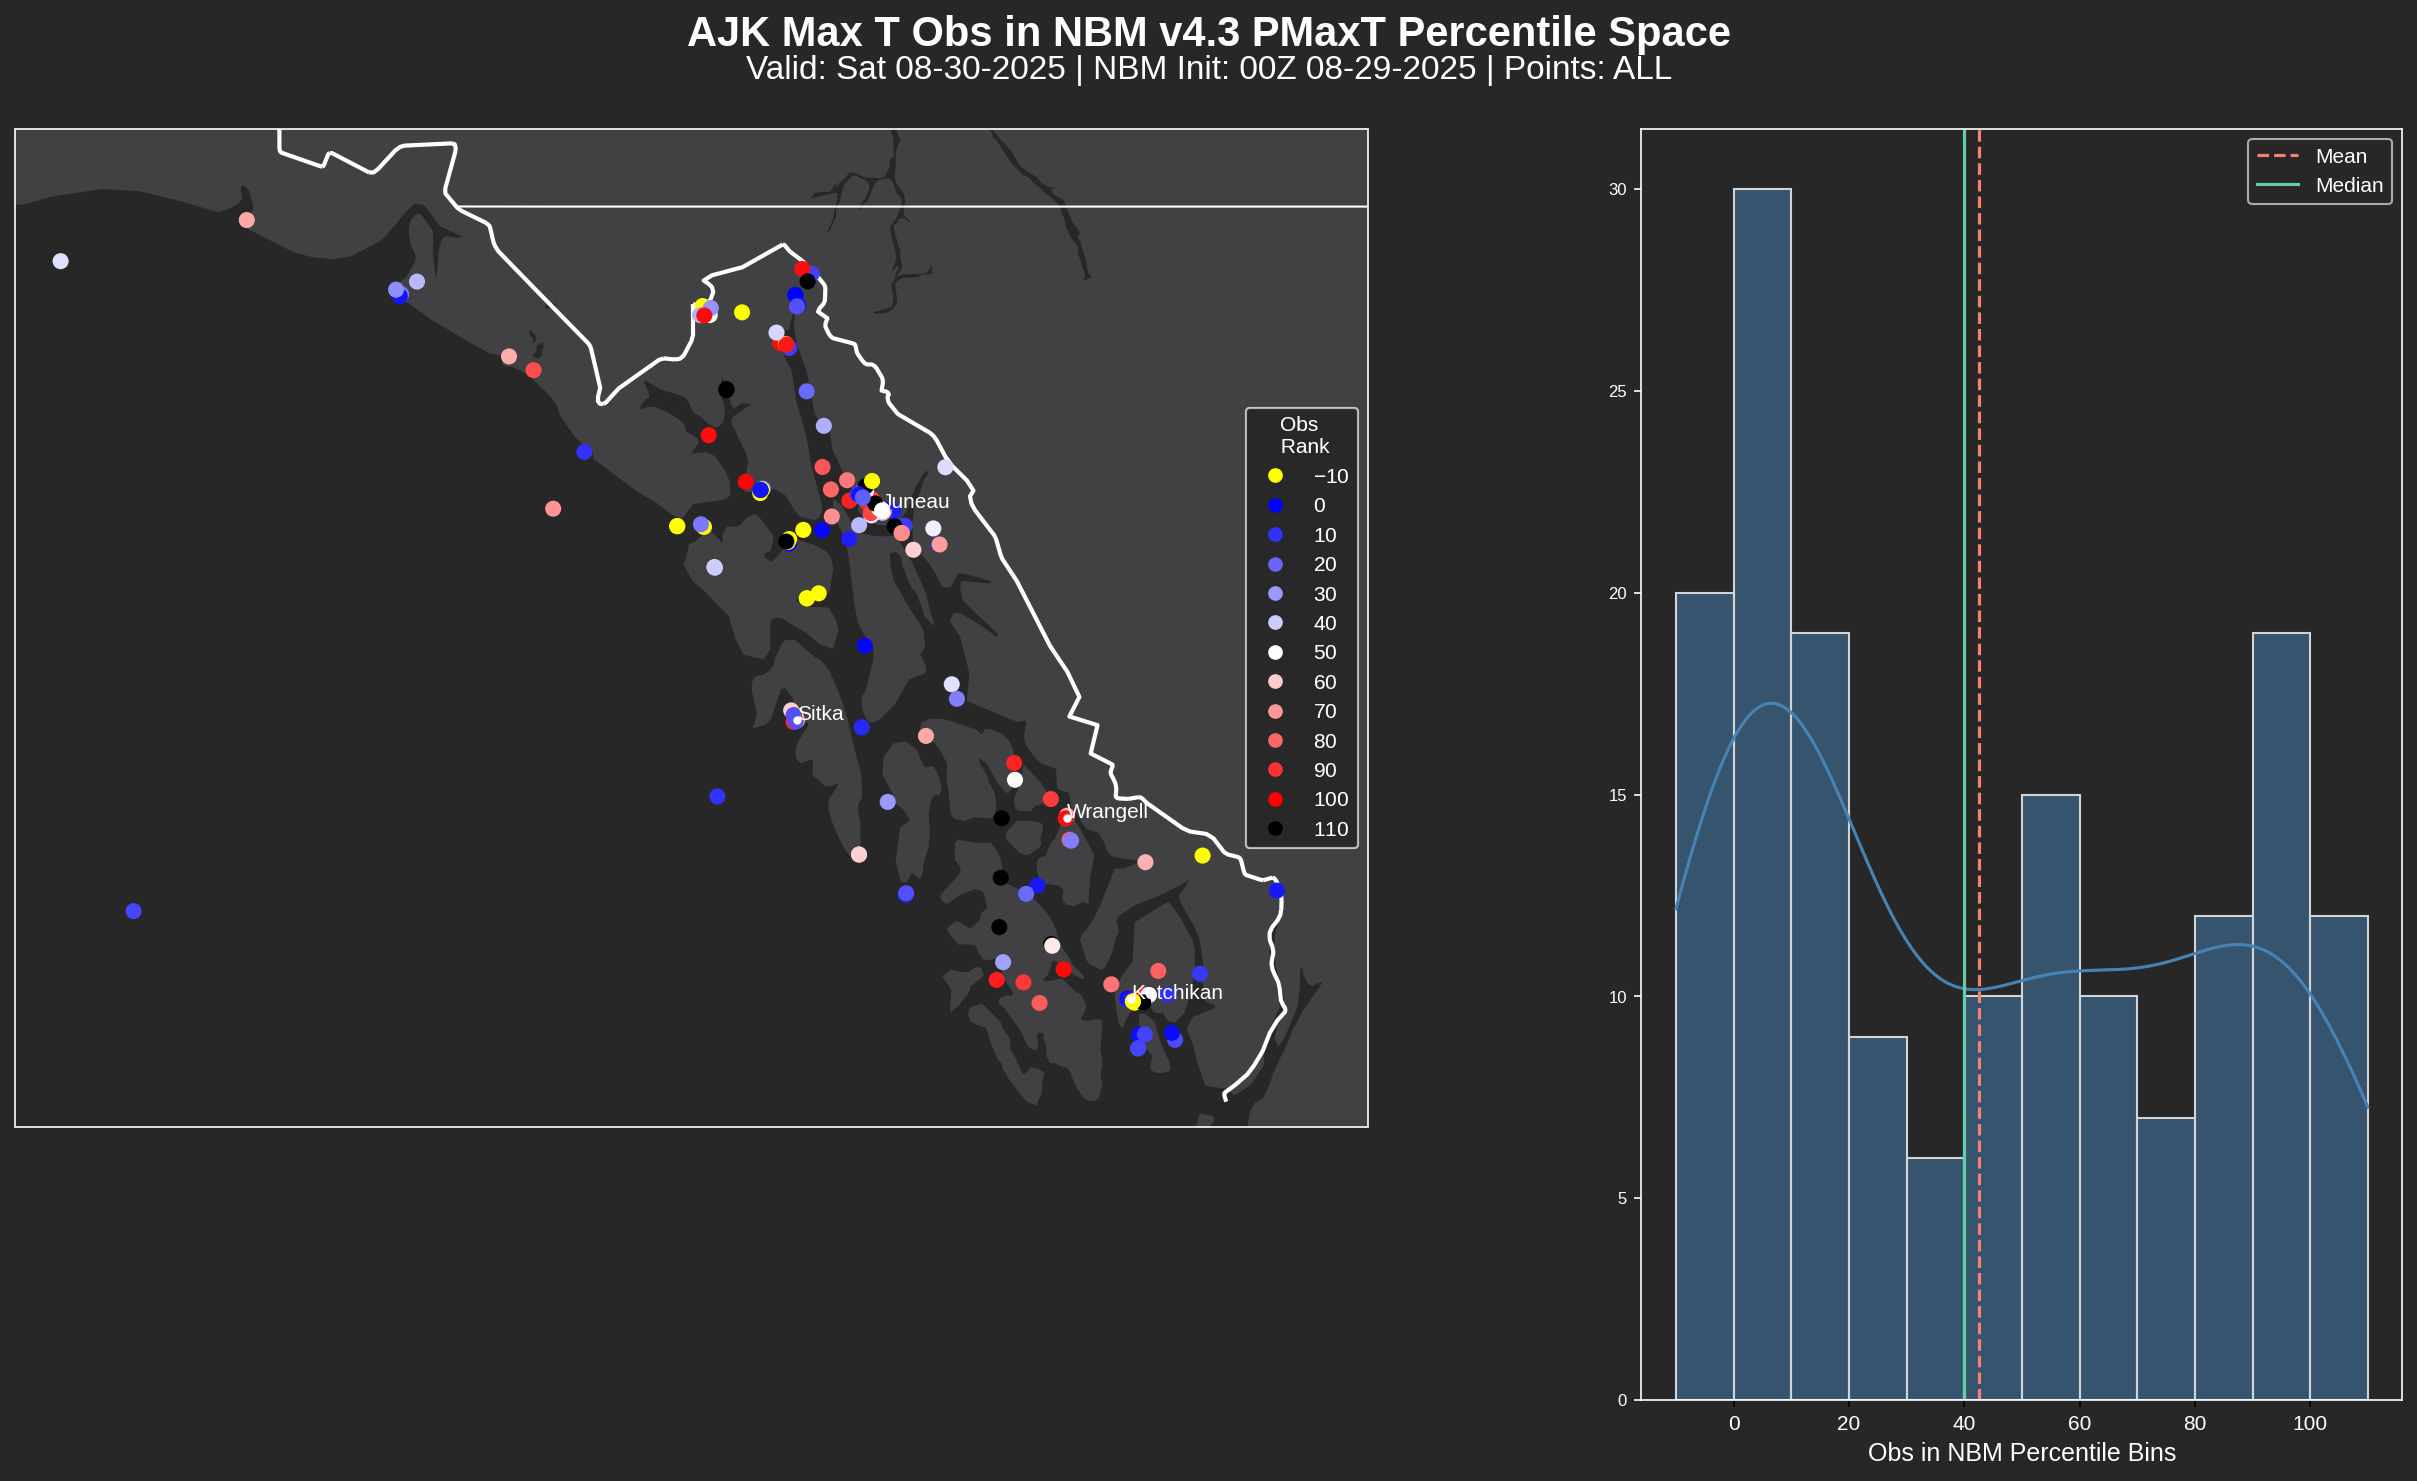 AJK Max T Obs in NBM v4.3 PMaxT Percentile Space
Valid: Sat 08-30-2025 | NBM Init: 00Z 08-29-2025 | Points: ALL
Juneau
Sitka
Wrangell
Ketchikan
Obs
Rank
−10
0
10
20
30
40
50
60
70
80
90
100
110
Mean
Median
30
25
20
15
10
5
0
0 20 40 60 80 100
Obs in NBM Percentile Bins